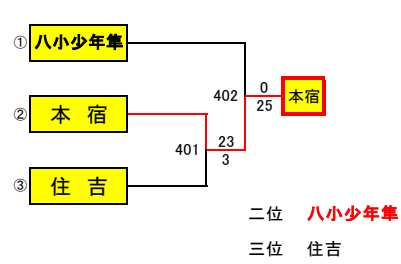 ① 八小少年隼
0
402 本宿
25
② 本 宿
23
401
3
③ 住 吉
二位 八小少年隼
三位 住吉